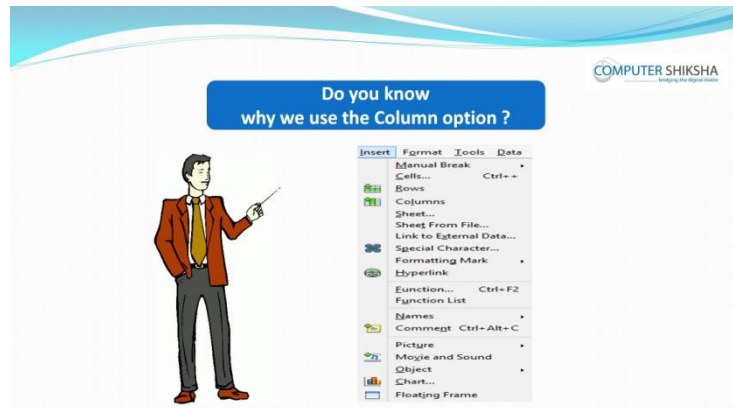 COMPUTER SHIKSHA
bridging the digital divide
Do you know
why we use the Column option ?
Insert Format Tools Data
Manual Break
Cells... Ctrl++
Rows
Columns
Sheet...
Sheet From File...
Link to External Data...
Special Character...
Formatting Mark
Hyperlink
Function... Ctrl+F2
Function List
Names
Comment Ctrl+Alt+C
Picture
Movie and Sound
Object
Chart...
Floating Frame